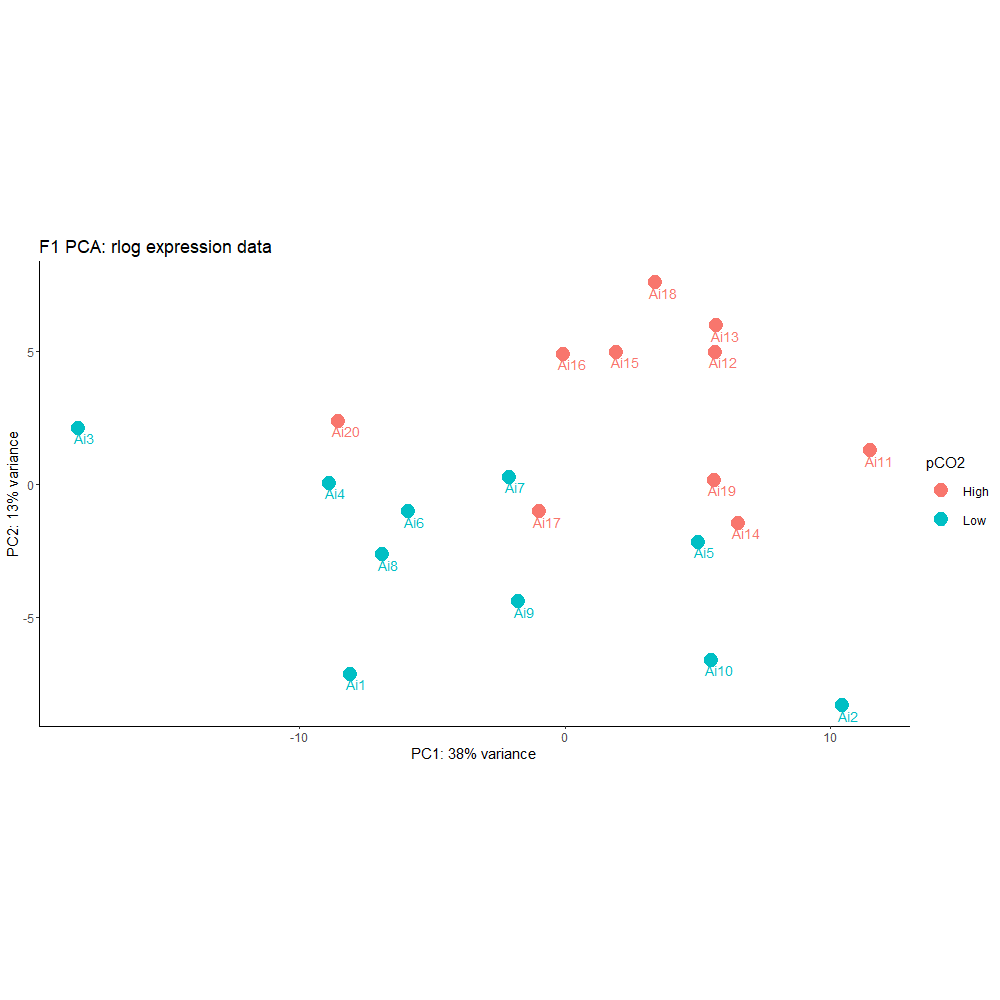 F1 PCA: rlog expression data
Ai18
Ai13
Ai16
Ai15
Ai12
5
Ai20
Ai3
Ai11
pCO2
Ai4
Ai7
Ai19
High
0
Ai6
Ai17
Ai14
Low
Ai5
Ai8
Ai9
-5
Ai10
Ai1
Ai2
PC2: 13% variance
-10
0
10
PC1: 38% variance